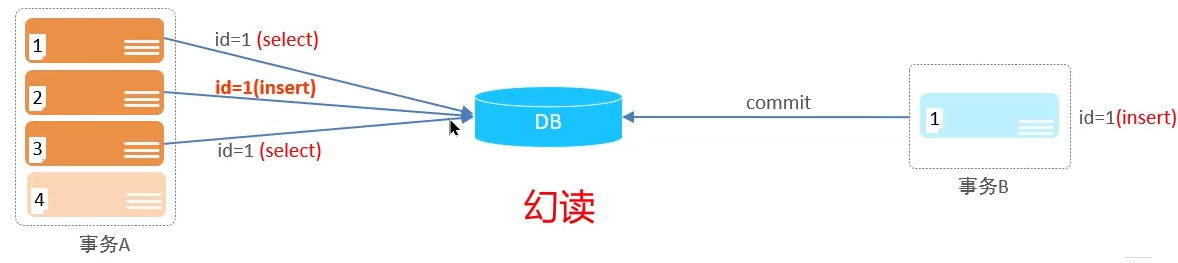 1
id=1 (select)
2
id=1(insert)
3
id=1 (select)
4
事务A
DB
幻读
commit
1
id=1(insert)
事务B